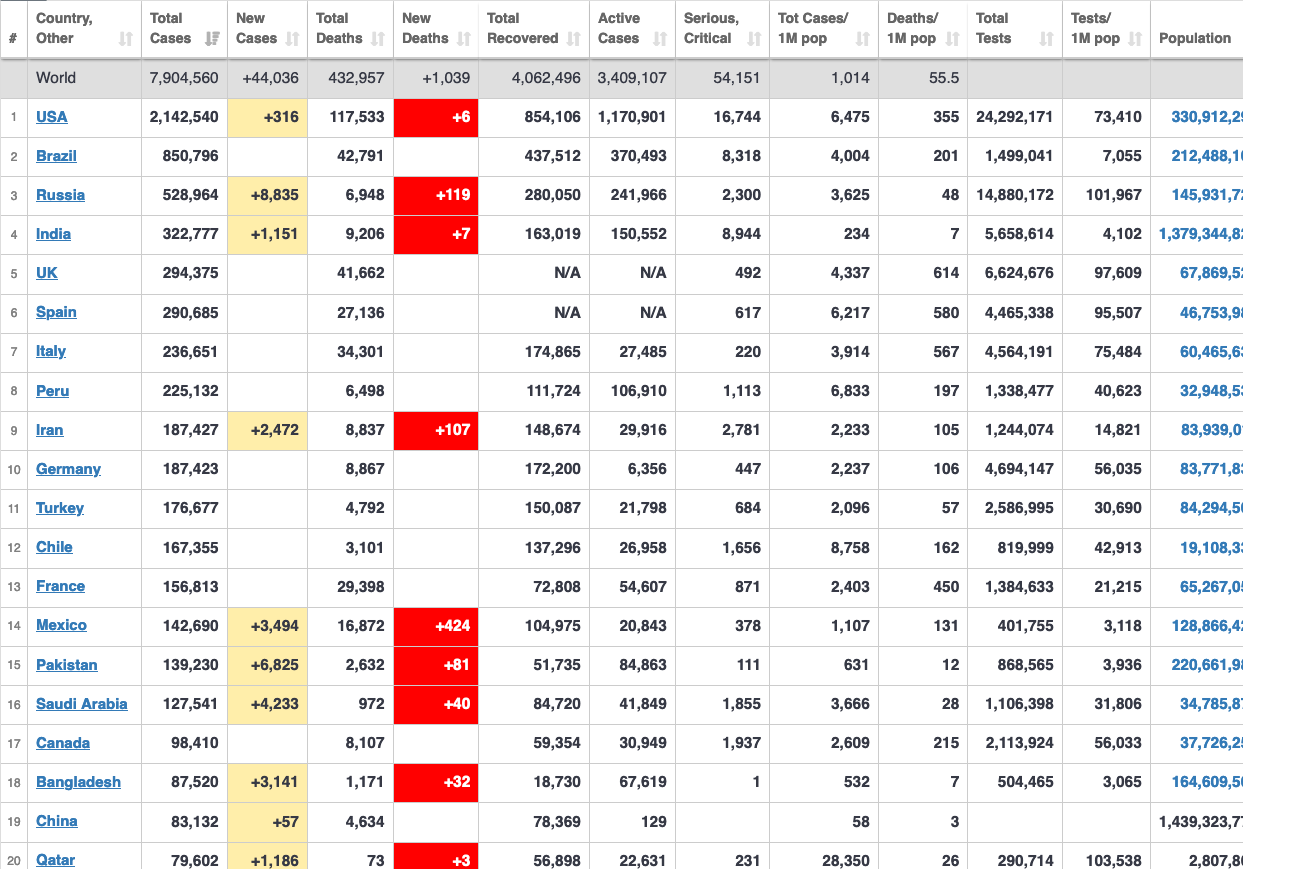 # Country, Other Total Cases New Cases Total Deaths New Deaths Total Recovered Active Cases Serious, Critical Tot Cases/ 1M pop Deaths/ 1M pop Total Tests Tests/ 1M pop Population
World 7,904,560 +44,036 432,957 +1,039 4,062,496 3,409,107 54,151 1,014 55.5
1 USA 2,142,540 +316 117,533 +6 854,106 1,170,901 16,744 6,475 355 24,292,171 73,410 330,912,2
2 Brazil 850,796 42,791 437,512 370,493 8,318 4,004 201 1,499,041 7,055 212,488,1
3 Russia 528,964 +8,835 6,948 +119 280,050 241,966 2,300 3,625 48 14,880,172 101,967 145,931,7
4 India 322,777 +1,151 9,206 +7 163,019 150,552 8,944 234 7 5,658,614 4,102 1,379,344,8
5 UK 294,375 41,662 N/A N/A 492 4,337 614 6,624,676 97,609 67,869,5
6 Spain 290,685 27,136 N/A N/A 617 6,217 580 4,465,338 95,507 46,753,9
7 Italy 236,651 34,301 174,865 27,485 220 3,914 567 4,564,191 75,484 60,465,6
8 Peru 225,132 6,498 111,724 106,910 1,113 6,833 197 1,338,477 40,623 32,948,5
9 Iran 187,427 +2,472 8,837 +107 148,674 29,916 2,781 2,233 105 1,244,074 14,821 83,939,0
10 Germany 187,423 8,867 172,200 6,356 447 2,237 106 4,694,147 56,035 83,771,8
11 Turkey 176,677 4,792 150,087 21,798 684 2,096 57 2,586,995 30,690 84,294,5
12 Chile 167,355 3,101 137,296 26,958 1,656 8,758 162 819,999 42,913 19,108,3
13 France 156,813 29,398 72,808 54,607 871 2,403 450 1,384,633 21,215 65,267,0
14 Mexico 142,690 +3,494 16,872 +424 104,975 20,843 378 1,107 131 401,755 3,118 128,866,4
15 Pakistan 139,230 +6,825 2,632 +81 51,735 84,863 111 631 12 868,565 3,936 220,661,9
16 Saudi Arabia 127,541 +4,233 972 +40 84,720 41,849 1,855 3,666 28 1,106,398 31,806 34,785,8
17 Canada 98,410 8,107 59,354 30,949 1,937 2,609 215 2,113,924 56,033 37,726,2
18 Bangladesh 87,520 +3,141 1,171 +32 18,730 67,619 1 532 7 504,465 3,065 164,609,5
19 China 83,132 +57 4,634 78,369 129 58 3 1,439,323,7
20 Qatar 79,602 +1,186 73 +3 56,898 22,631 231 28,350 26 290,714 103,538 2,807,8